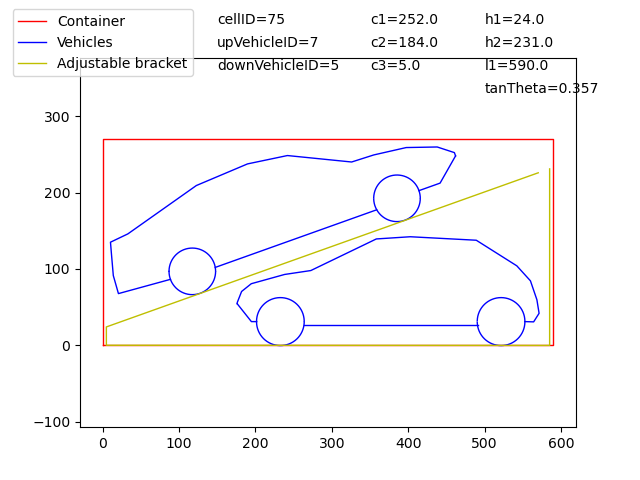 Container
Vehicles
Adjustable bracket
cellID=75 c1=252.0 h1=24.0
upVehicleID=7 c2=184.0 h2=231.0
downVehicleID=5 c3=5.0 l1=590.0
tanTheta=0.357
300
200
100
0
−100
0 100 200 300 400 500 600